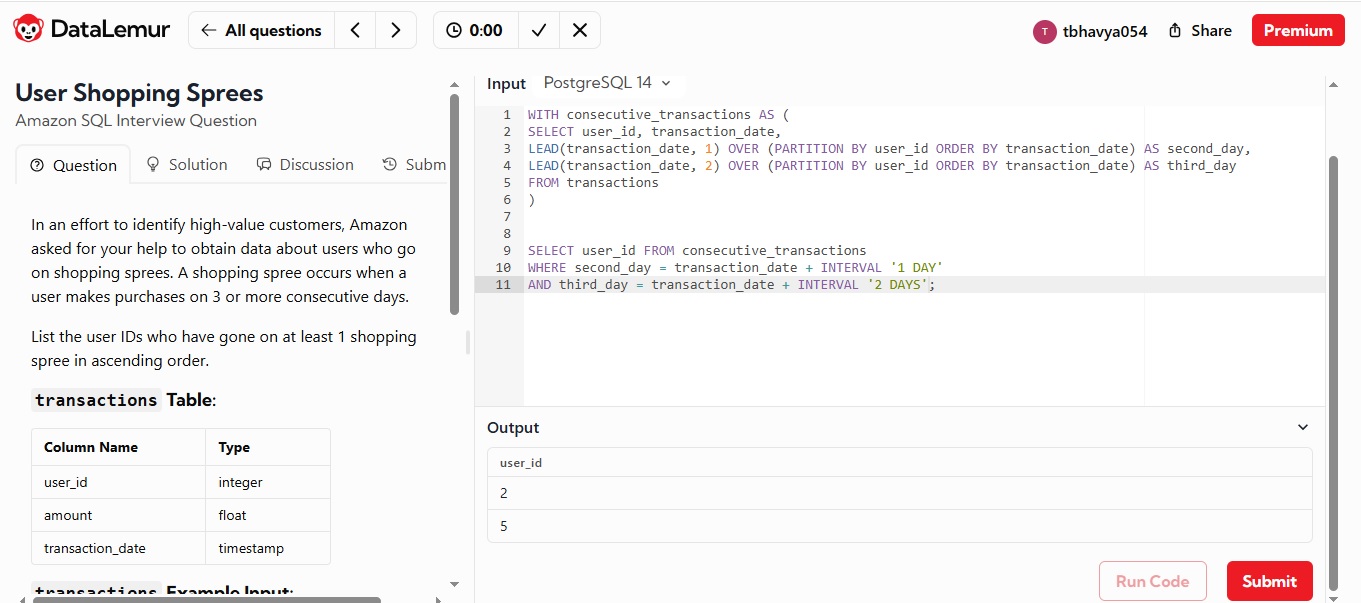 DataLemur
All questions
0:00
T
tbhavya054
Share
Premium
User Shopping Sprees
Amazon SQL Interview Question
Question
Solution
Discussion
Subm
In an effort to identify high-value customers, Amazon
asked for your help to obtain data about users who go
on shopping sprees. A shopping spree occurs when a
user makes purchases on 3 or more consecutive days.
List the user IDs who have gone on at least 1 shopping
spree in ascending order.
transactions Table:
Column Name Type
user_id integer
amount float
transaction_date timestamp
transactions Example Input:
Input PostgreSQL 14
1 WITH consecutive_transactions AS (
2 SELECT user_id, transaction_date,
3 LEAD(transaction_date, 1) OVER (PARTITION BY user_id ORDER BY transaction_date) AS second_day,
4 LEAD(transaction_date, 2) OVER (PARTITION BY user_id ORDER BY transaction_date) AS third_day
5 FROM transactions
6 )
7
8
9 SELECT user_id FROM consecutive_transactions
10 WHERE second_day = transaction_date + INTERVAL '1 DAY'
11 AND third_day = transaction_date + INTERVAL '2 DAYS';
Output
user_id
2
5
Run Code
Submit